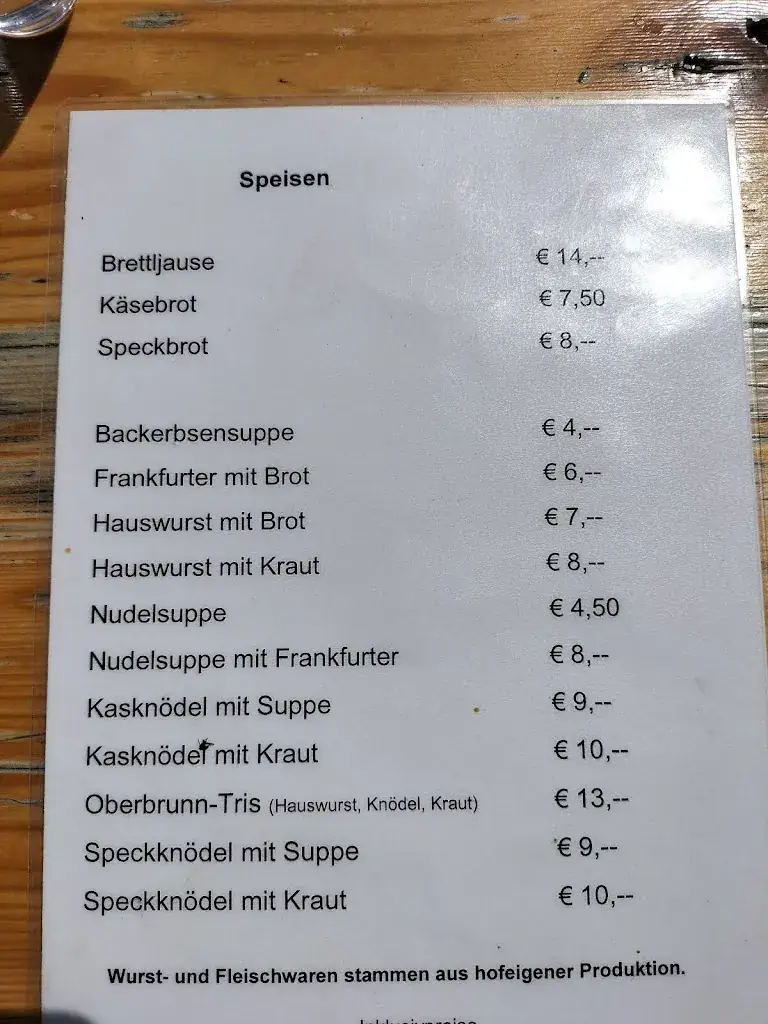 Speisen
Brettljause € 14,--
Käsebrot € 7,50
Speckbrot € 8,--
Backerbsensuppe € 4,--
Frankfurter mit Brot € 6,--
Hauswurst mit Brot € 7,--
Hauswurst mit Kraut € 8,--
Nudelsuppe € 4,50
Nudelsuppe mit Frankfurter € 8,--
Kasknödel mit Suppe € 9,--
Kasknödel mit Kraut € 10,--
Oberbrunn-Tris (Hauswurst, Knödel, Kraut) € 13,--
Speckknödel mit Suppe € 9,--
Speckknödel mit Kraut € 10,--
Wurst- und Fleischwaren stammen aus hofeigener Produktion.